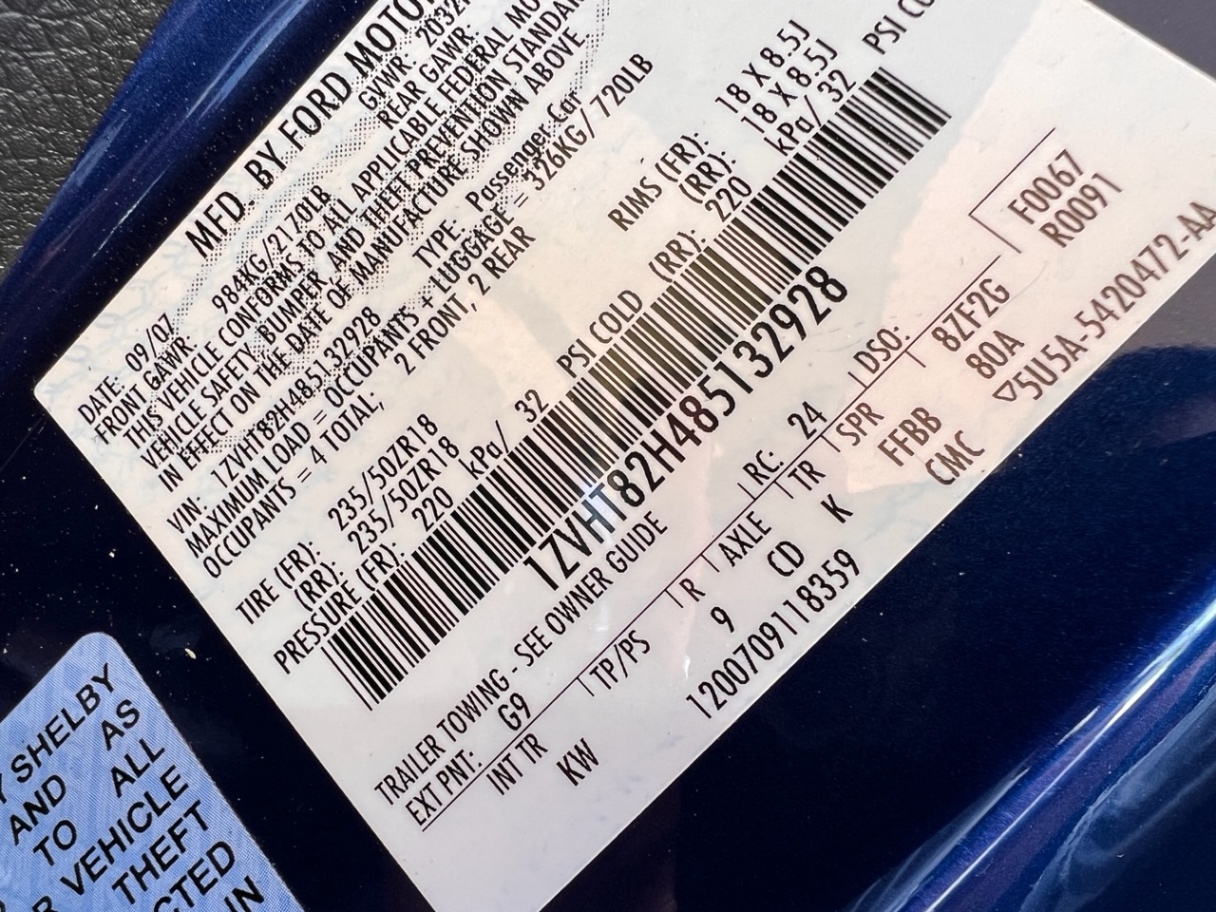 MFD. BY FORD MOTO
DATE: 09/07 GVWR: 2032
FRONT GAWR: 984KG/2170LB REAR GAWR:
THIS VEHICLE CONFORMS TO ALL APPLICABLE FEDERAL MO
VEHICLE SAFETY, BUMPER, AND THEFT PREVENTION STANDAR
IN EFFECT ON THE DATE OF MANUFACTURE SHOWN ABOVE.
VIN: 1ZVHT82H485132928 TYPE: Passenger Car
MAXIMUM LOAD = OCCUPANTS + LUGGAGE = 326KG/ 720LB
OCCUPANTS = 4 TOTAL; 2 FRONT, 2 REAR
TIRE (FR): 235/50ZR18 RIMS (FR): 18 X 8.5J
(RR): 235/50ZR18 (RR): 18 X 8.5J
PRESSURE (FR): 220 kPa/ 32 PSI COLD (RR): 220 kPa/ 32 PSI CO
1ZVHT82H485132928
F0067
R0091
TRAILER TOWING - SEE OWNER GUIDE
EXT PNT: G9 RC: 24 DSO:
INT TR TP/PS R AXLE TR SPR 8ZF2G
KW 9 CD K FFBB 80A
1200709118359 CMC ▽5U5A-5420472-AA
Y SHELBY
AND AS
TO ALL
R VEHICLE
THEFT
CTED
IN